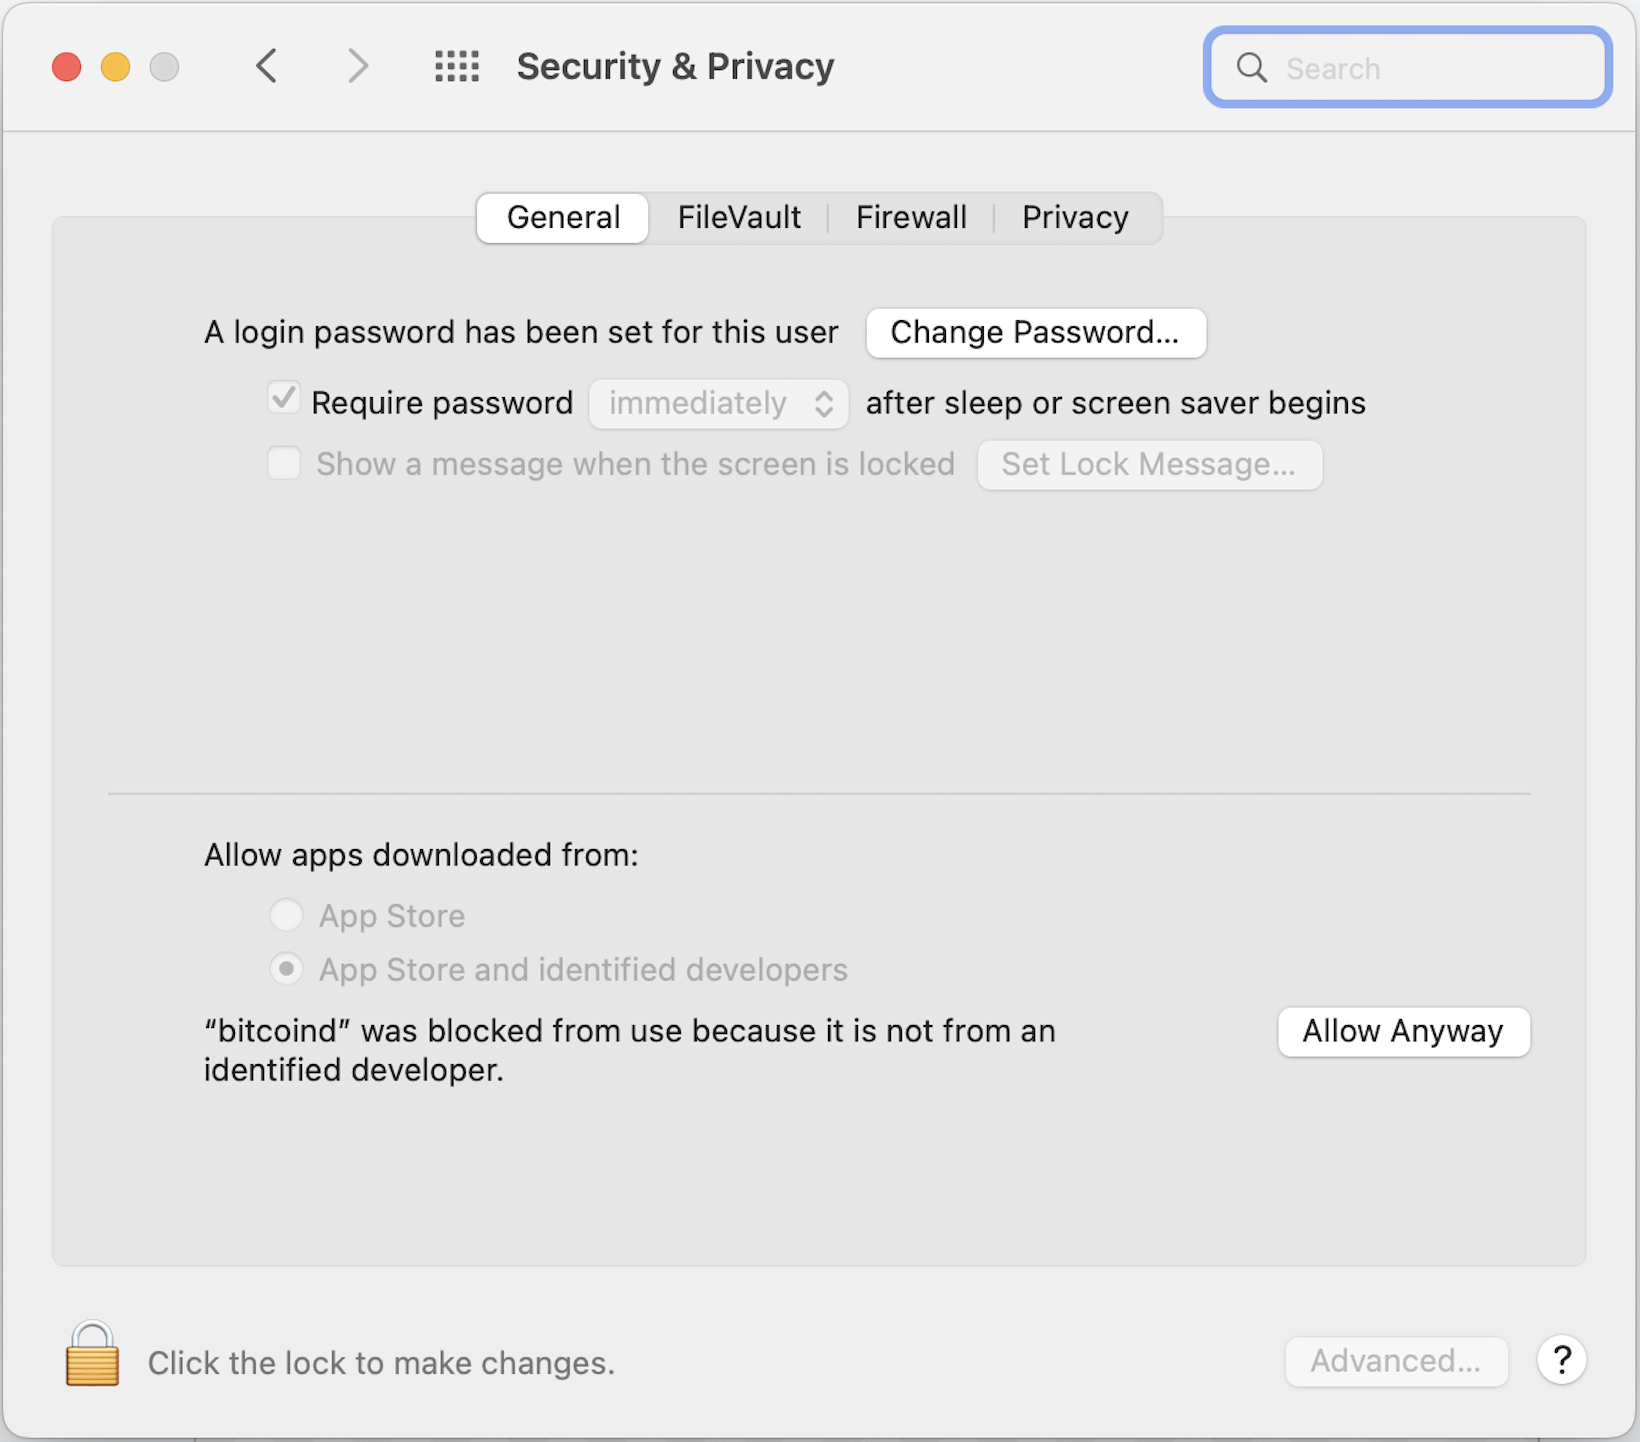 Security & Privacy
Search
General
FileVault
Firewall
Privacy
A login password has been set for this user
Change Password...
Require password immediately after sleep or screen saver begins
Show a message when the screen is locked
Set Lock Message...
Allow apps downloaded from:
App Store
App Store and identified developers
“bitcoind” was blocked from use because it is not from an
identified developer.
Allow Anyway
Click the lock to make changes.
Advanced...
?